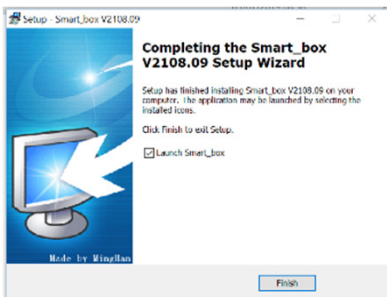 Setup - Smart_box V2108.09
Completing the Smart_box
V2108.09 Setup Wizard
Setup has finished installing Smart_box V2108.09 on your
computer. The application may be launched by selecting the
installed icons.
Click Finish to exit Setup.
Launch Smart_box
Made by MingHan
Finish